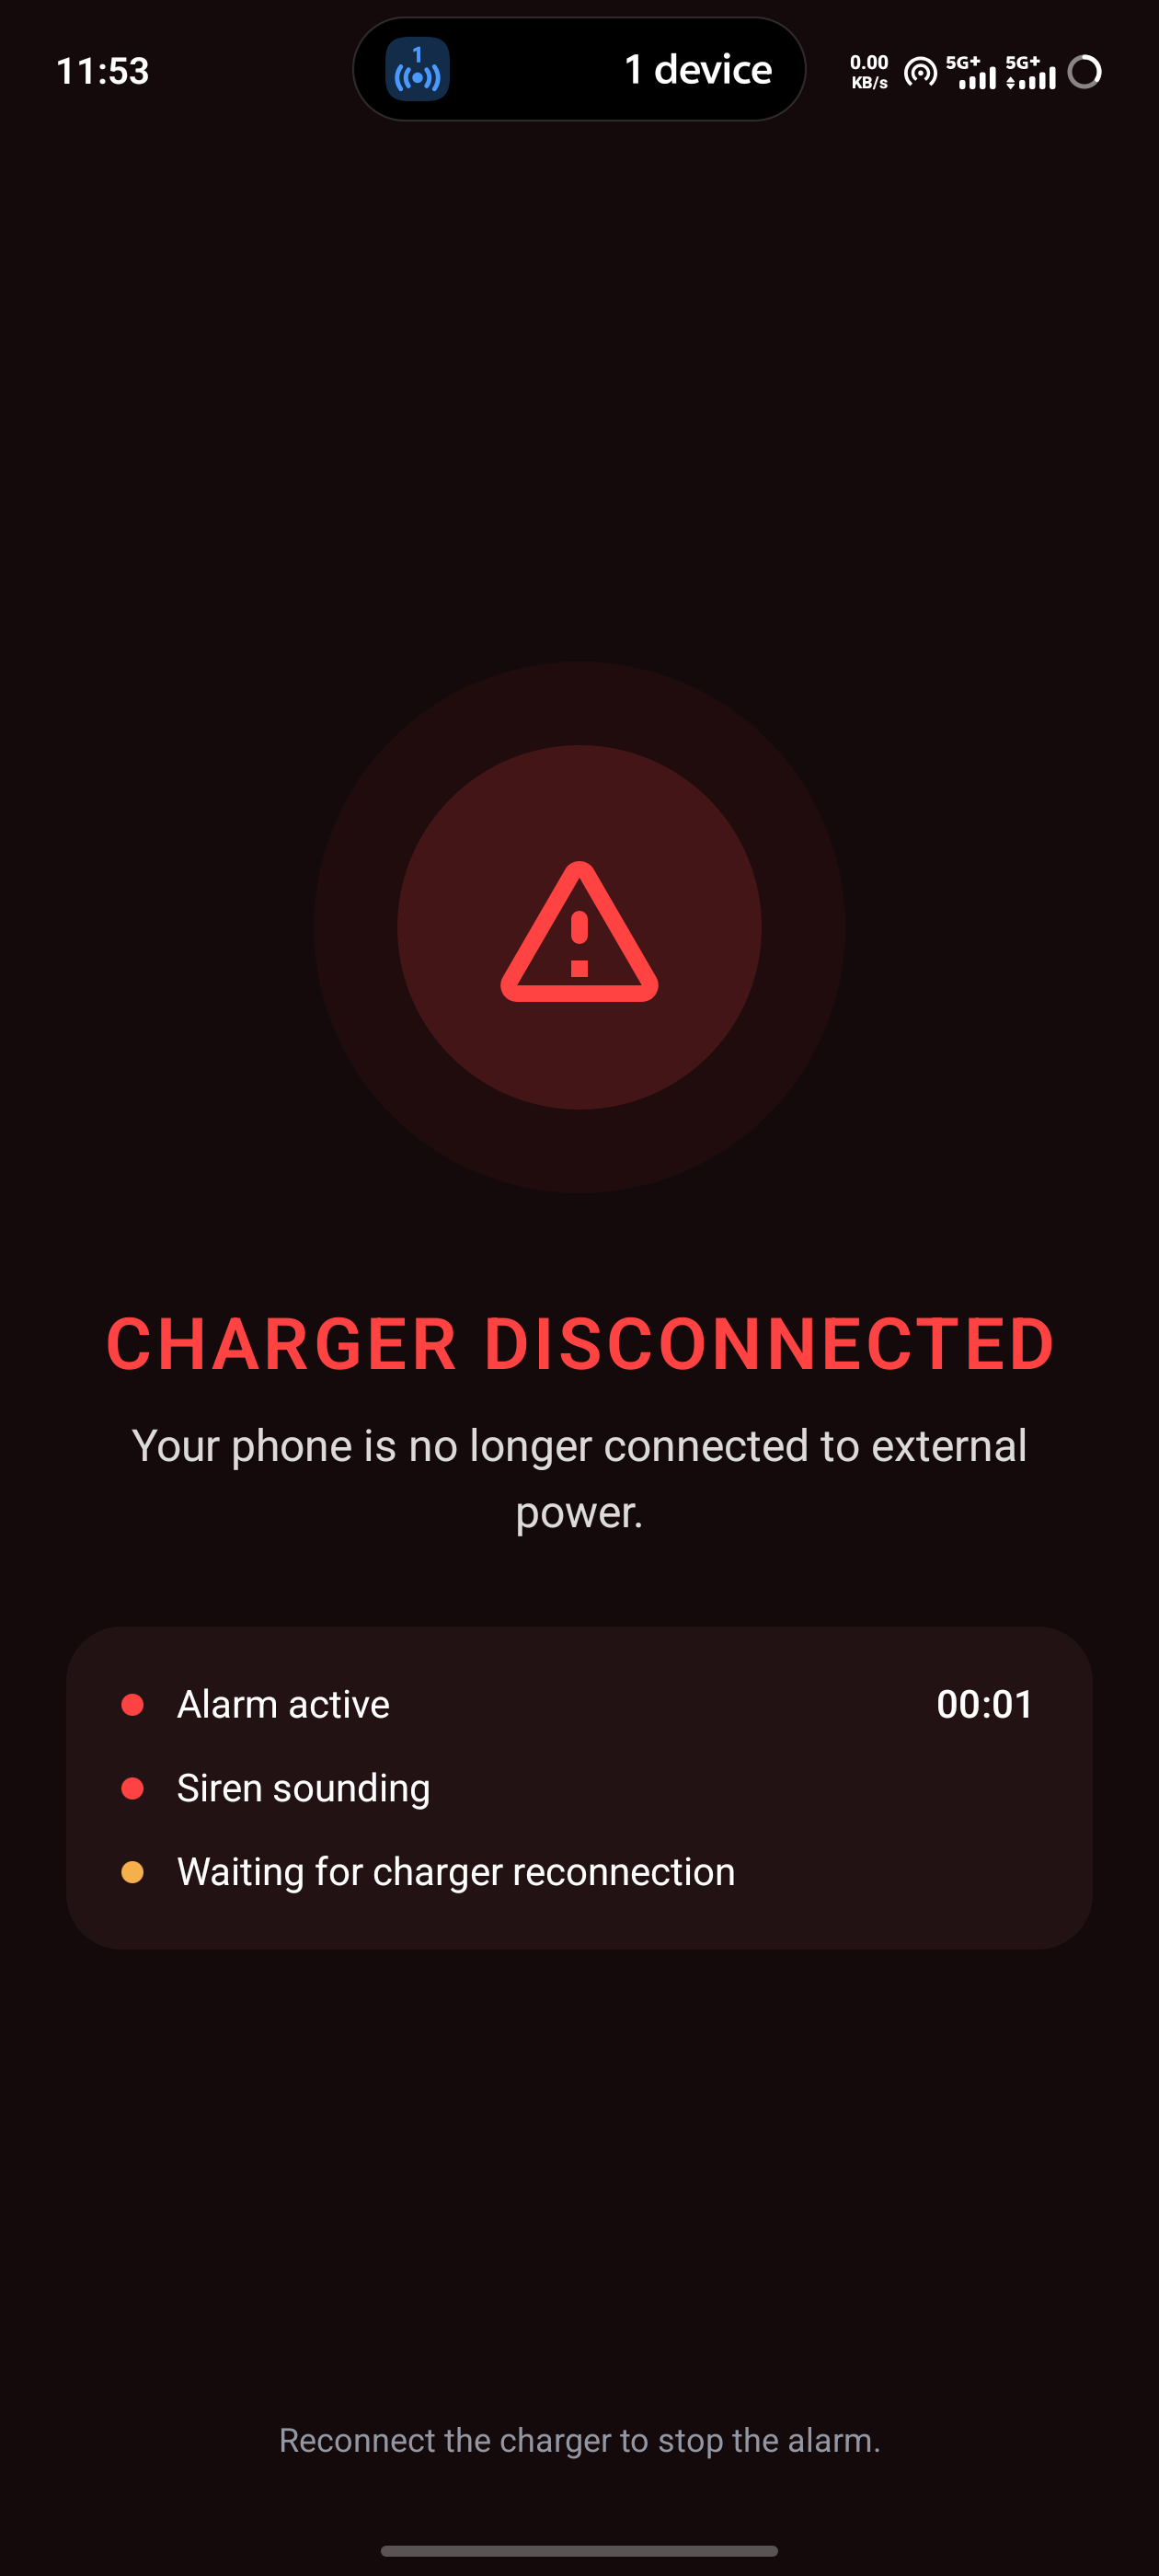 11:53
1
1 device
0.00
KB/s
5G+
5G+
CHARGER DISCONNECTED
Your phone is no longer connected to external
power.
Alarm active
00:01
Siren sounding
Waiting for charger reconnection
Reconnect the charger to stop the alarm.